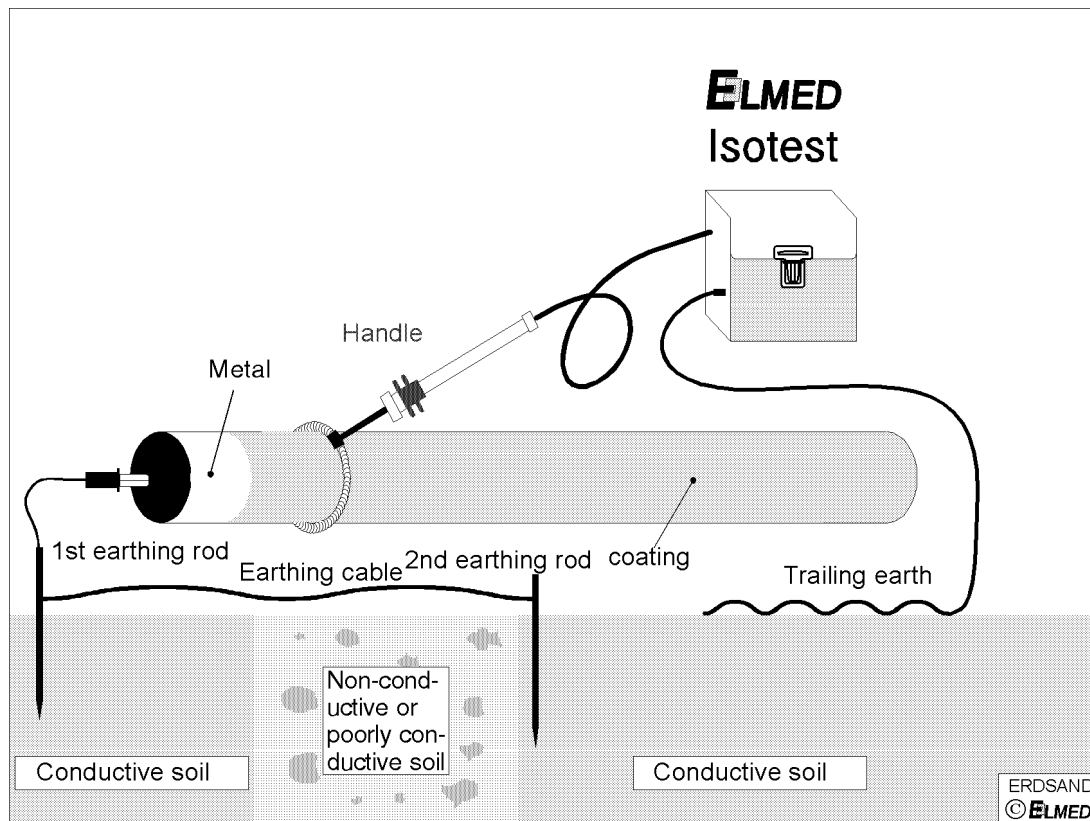 ELMED
Isotest
Handle
Metal
1st earthing rod
Earthing cable
2nd earthing rod
coating
Trailing earth
Non-cond-
uctive or
poorly con-
ductive soil
Conductive soil
Conductive soil
ERDSAND
© ELMED